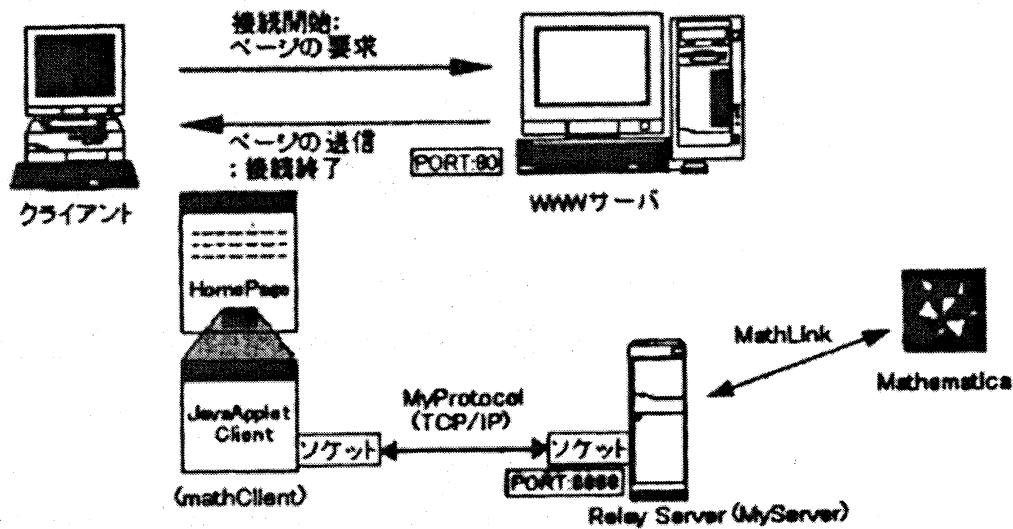 接続開始:
ページの要求
ページの送信
:接続終了
PORT:80
クライアント
WWWサーバ
HomePage
MathLink
Mathematica
JavaApplet
Client
MyProtocol
(TCP/IP)
ソケット
ソケット
(mathClient)
Relay Server (MyServer)